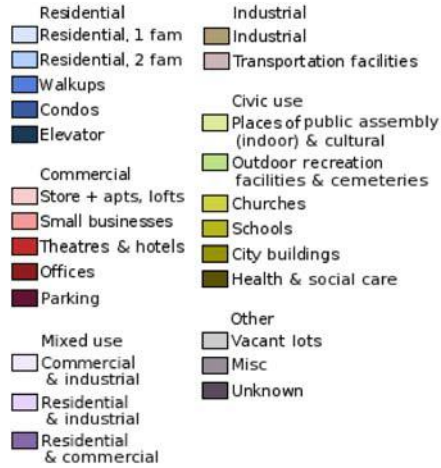 Residential
Residential, 1 fam
Residential, 2 fam
Walkups
Condos
Elevator
Commercial
Store + apts, lofts
Small businesses
Theatres & hotels
Offices
Parking
Mixed use
Commercial
& industrial
Residential
& industrial
Residential
& commercial
Industrial
Industrial
Transportation facilities
Civic use
Places of public assembly
(indoor) & cultural
Outdoor recreation
facilities & cemeteries
Churches
Schools
City buildings
Health & social care
Other
Vacant lots
Misc
Unknown